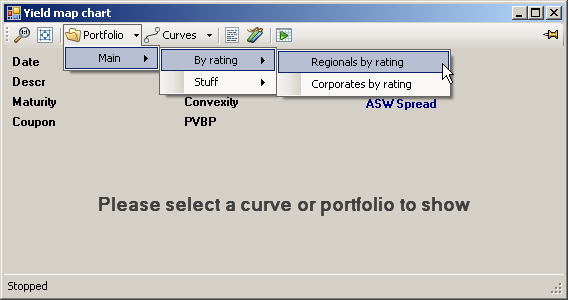 Yield map chart
Portfolio Curves
Main By rating Regionals by rating
Stuff Corporates by rating
Date
Descr
Maturity Convexity ASW Spread
Coupon PVBP
Please select a curve or portfolio to show
Stopped